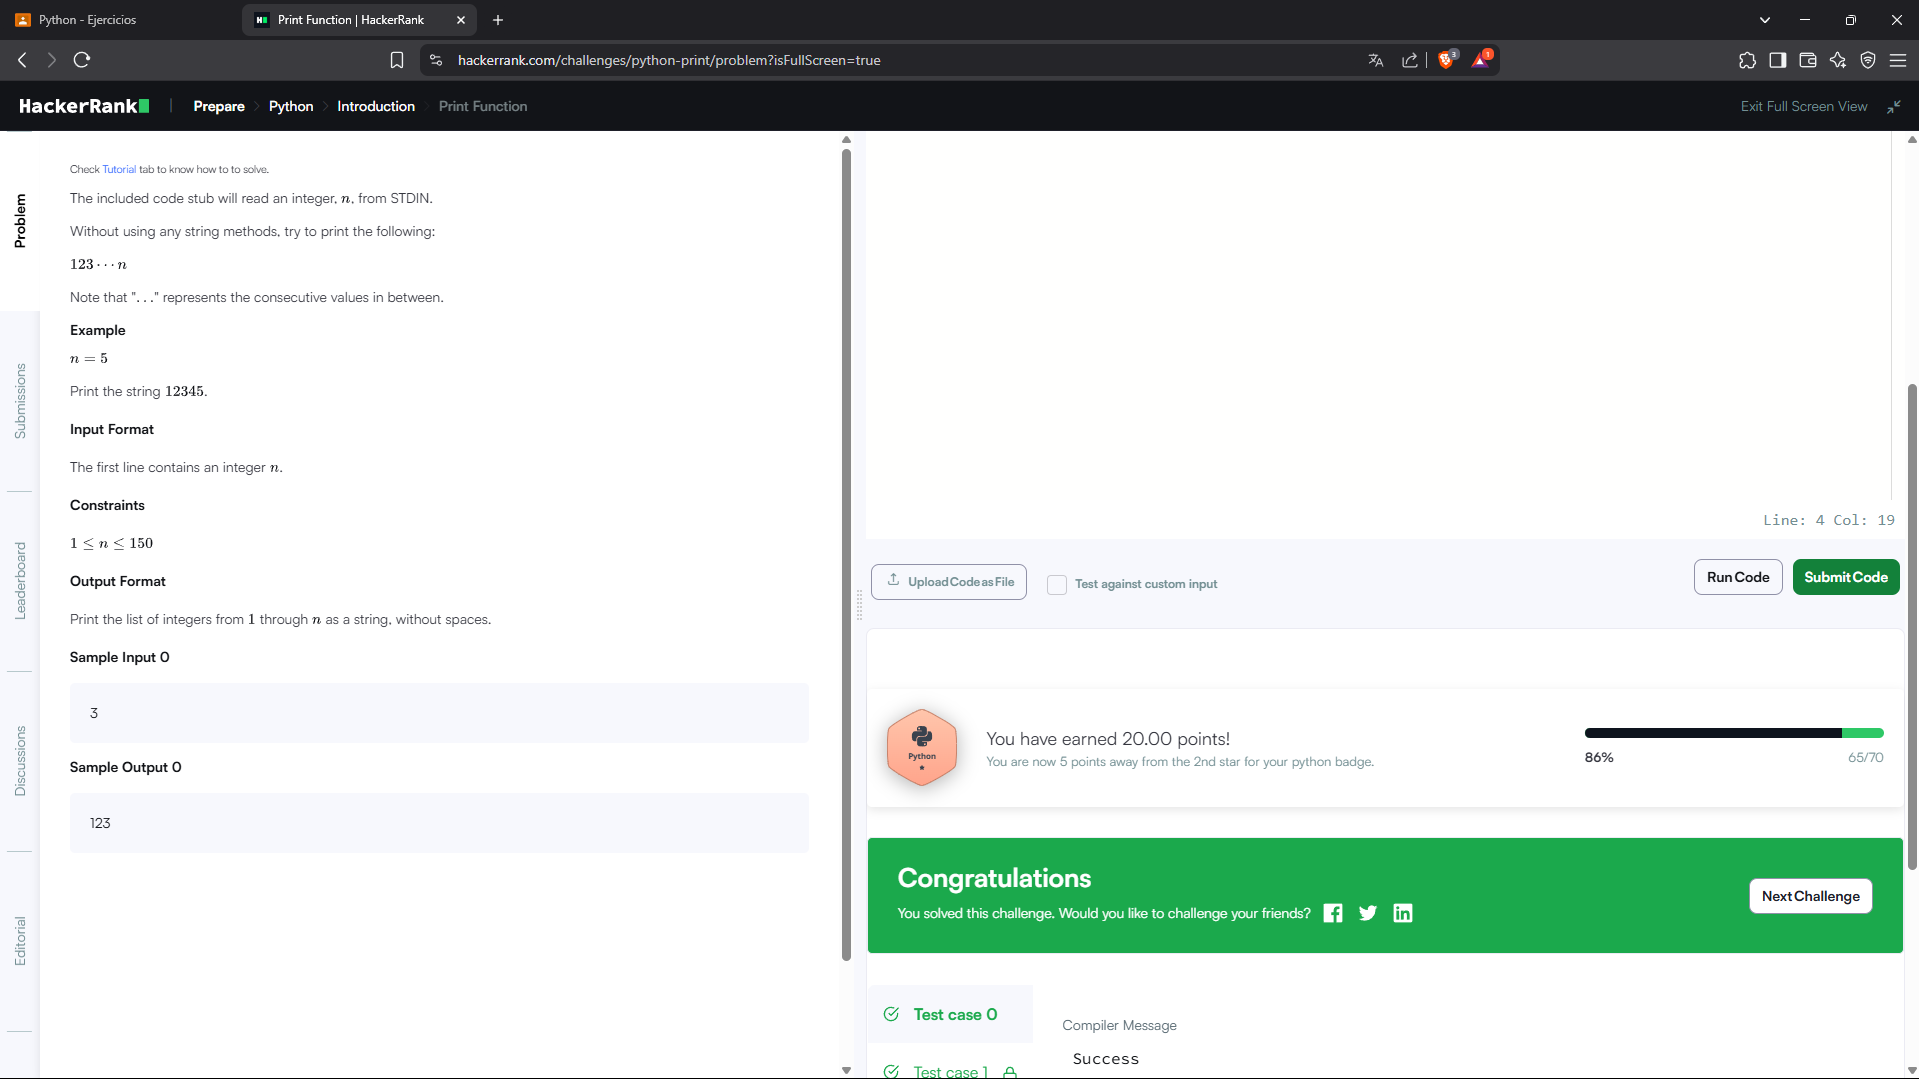 Python - Ejercicios
Print Function | HackerRank
hackerrank.com/challenges/python-print/problem?isFullScreen=true
3
1
HackerRank
Prepare
Python
Introduction
Print Function
Exit Full Screen View
Problem
Submissions
Leaderboard
Discussions
Editorial
Check Tutorial tab to know how to to solve.
The included code stub will read an integer, n, from STDIN.
Without using any string methods, try to print the following:
123⋯n
Note that "..." represents the consecutive values in between.
Example
n = 5
Print the string 12345.
Input Format
The first line contains an integer n.
Constraints
1 ≤ n ≤ 150
Output Format
Print the list of integers from 1 through n as a string, without spaces.
Sample Input 0
3
Sample Output 0
123
Line: 4 Col: 19
Upload Code as File
Test against custom input
Run Code
Submit Code
Python
You have earned 20.00 points!
You are now 5 points away from the 2nd star for your python badge.
86%
65/70
Congratulations
You solved this challenge. Would you like to challenge your friends?
Next Challenge
Test case 0
Test case 1
Compiler Message
Success